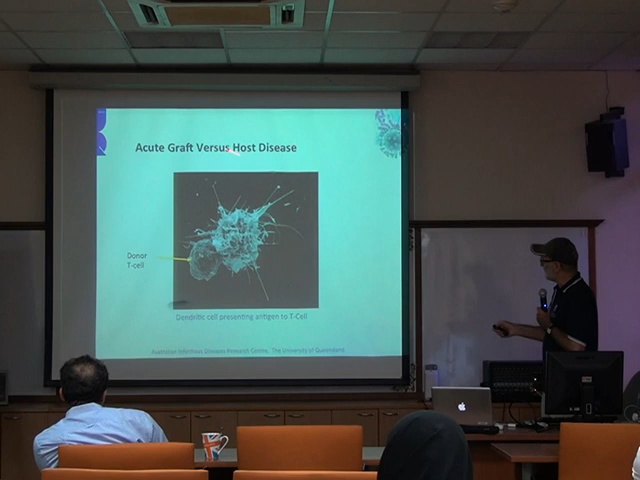 Acute Graft Versus Host Disease
Donor
T-cell
Dendritic cell presenting antigen to T-Cell
Australian Infectious Diseases Research Centre, The University of Queensland